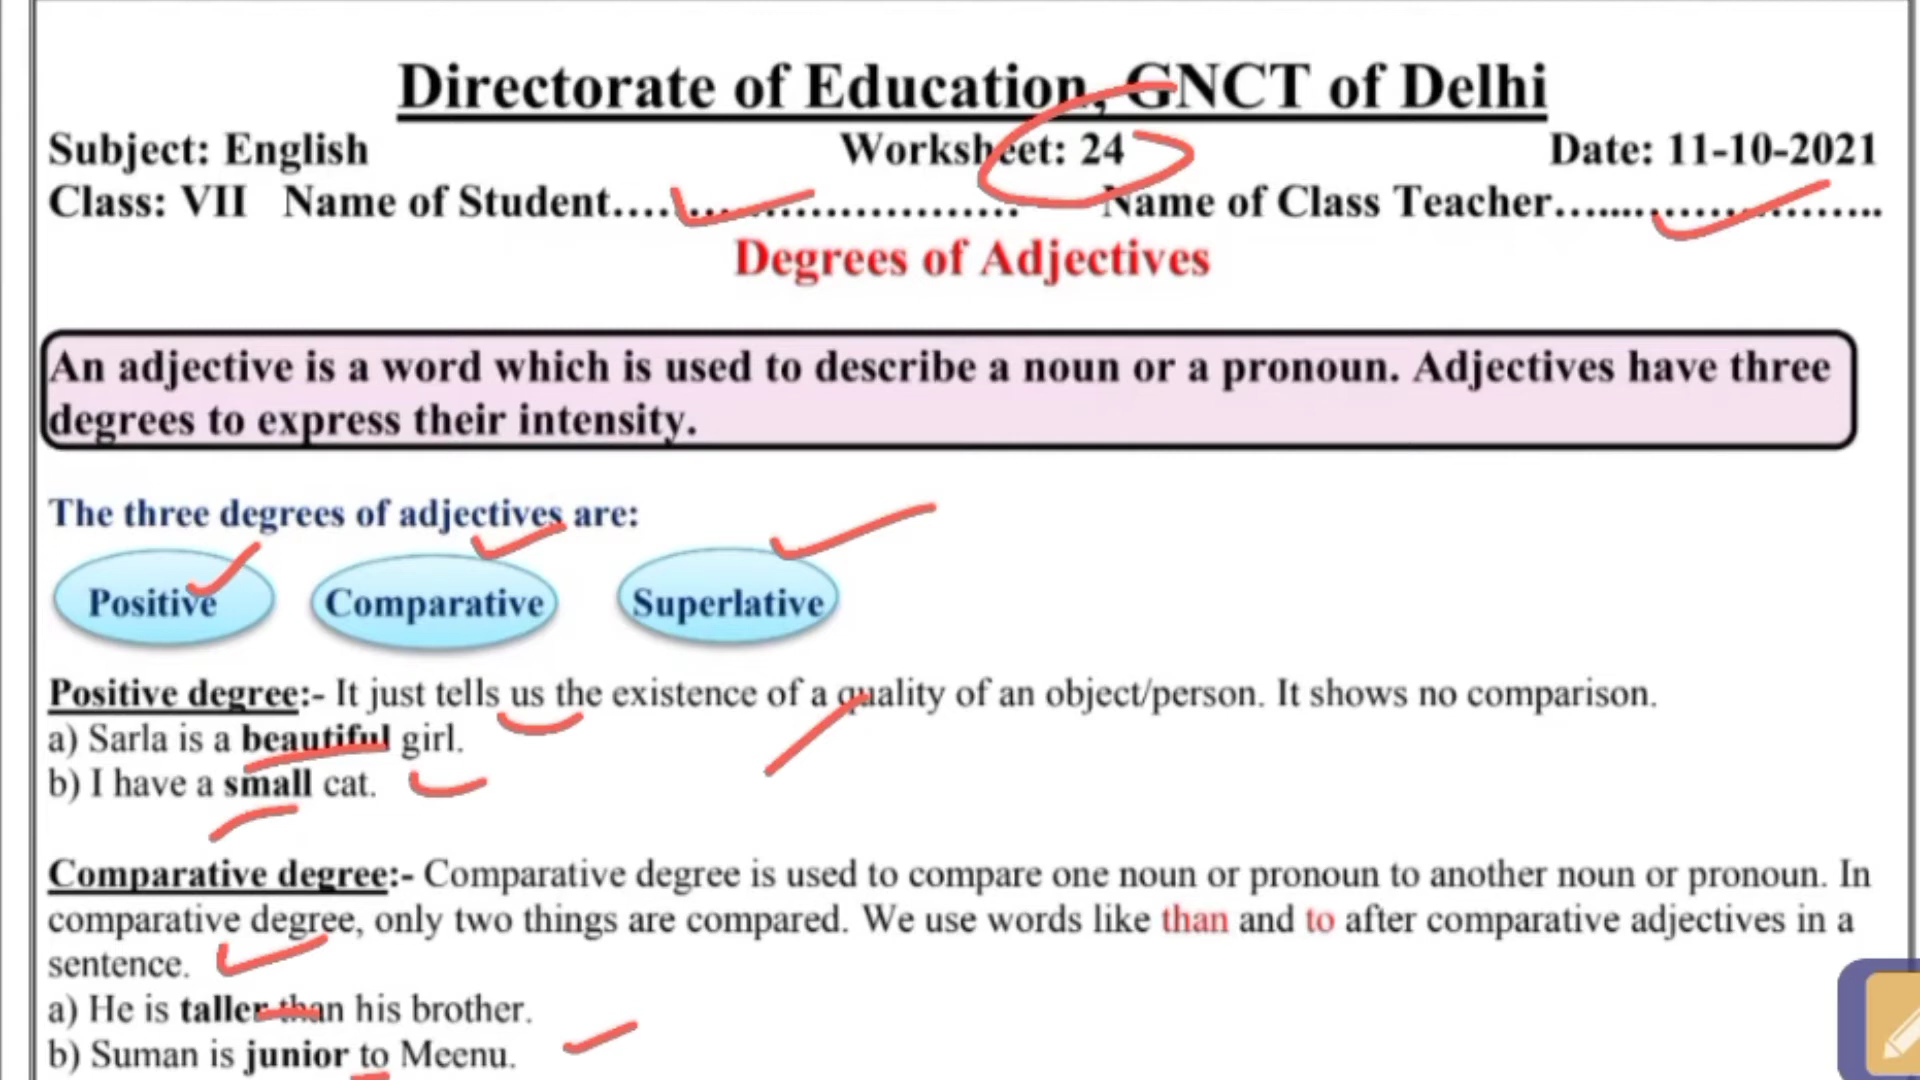 Directorate of Education, GNCT of Delhi
Subject: English Worksheet: 24 Date: 11-10-2021
Class: VII Name of Student................................ Name of Class Teacher.........................
Degrees of Adjectives
An adjective is a word which is used to describe a noun or a pronoun. Adjectives have three
degrees to express their intensity.
The three degrees of adjectives are:
Positive Comparative Superlative
Positive degree:- It just tells us the existence of a quality of an object/person. It shows no comparison.
a) Sarla is a beautiful girl.
b) I have a small cat.
Comparative degree:- Comparative degree is used to compare one noun or pronoun to another noun or pronoun. In
comparative degree, only two things are compared. We use words like than and to after comparative adjectives in a
sentence.
a) He is taller than his brother.
b) Suman is junior to Meenu.